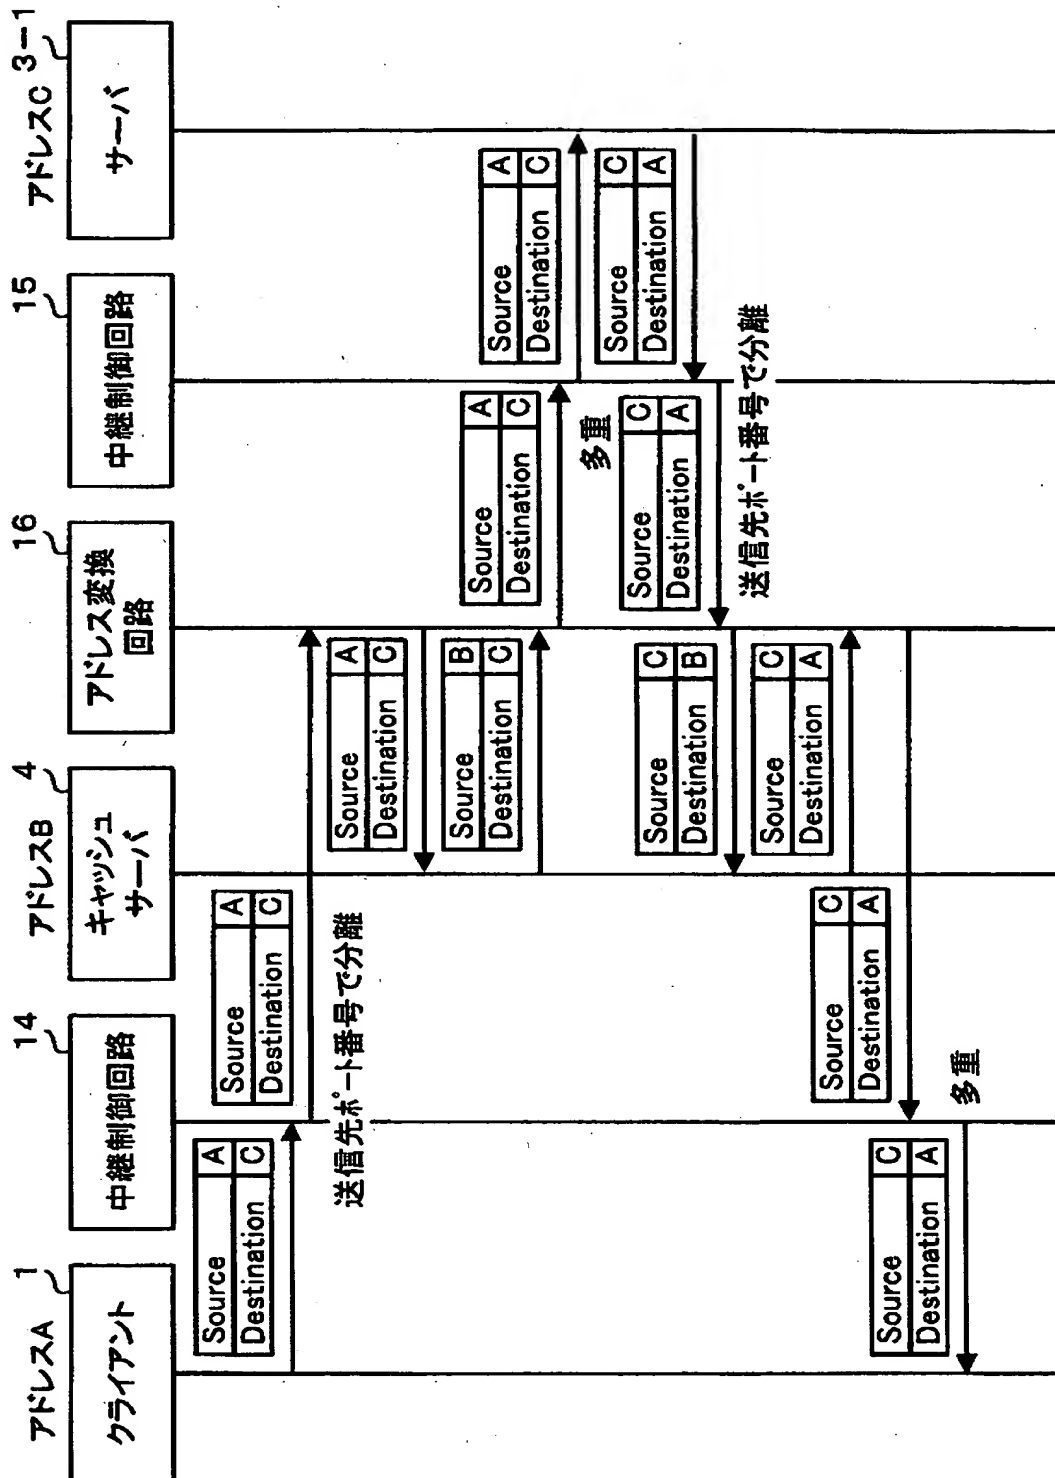 アドレスA 1
クライアント
14
中継制御回路
アドレスB 4
キャッシュ
サーバ
16
アドレス変換
回路
15
中継制御回路
アドレスC 3-1
サーバ
Source A
Destination C
Source A
Destination C
送信先ポート番号で分離
Source A
Destination C
Source B
Destination C
Source A
Destination C
多重
Source A
Destination C
Source C
Destination A
Source C
Destination A
送信先ポート番号で分離
Source C
Destination B
Source C
Destination A
Source C
Destination A
多重
Source C
Destination A